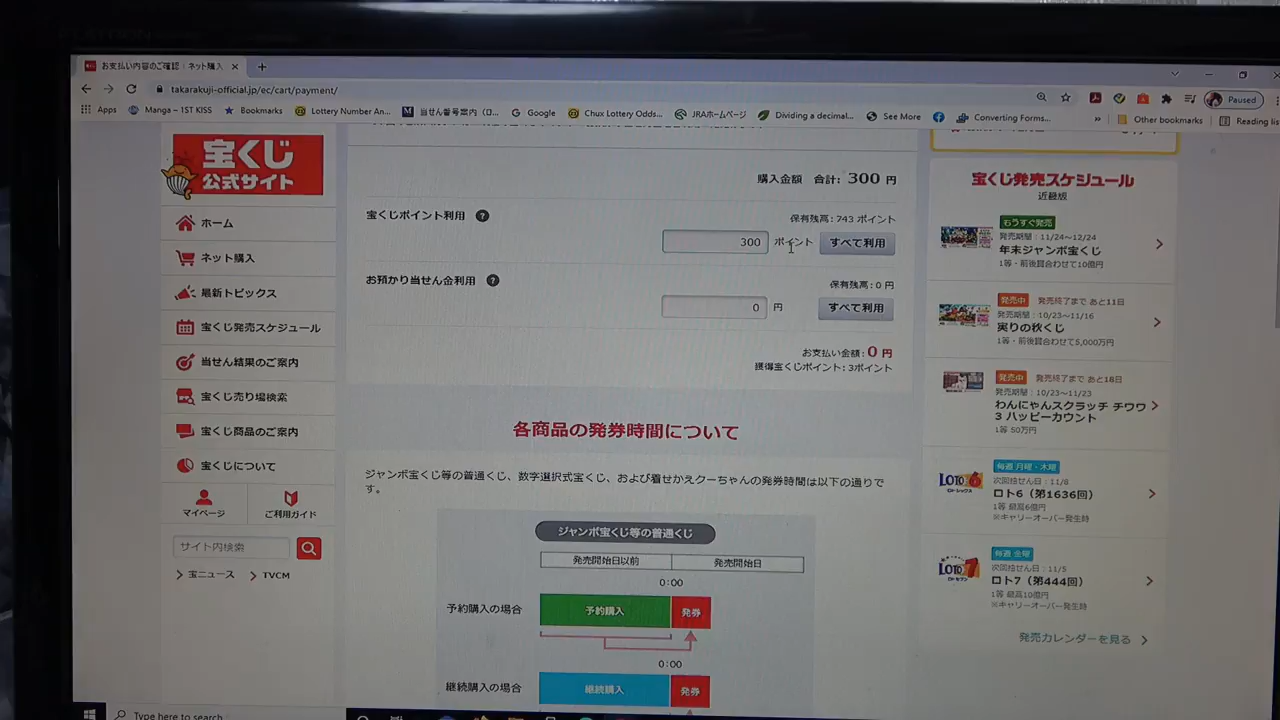 お支払い内容のご確認：ネット購入
takarakuji-official.jp/ec/cart/payment/
Paused
Apps
Manga – 1ST KISS
Bookmarks
Lottery Number An...
当せん番号案内（ロ...
Google
Chux Lottery Odds...
JRAホームページ
Dividing a decimal...
See More
Converting Forms...
»
Other bookmarks
Reading list
宝くじ
公式サイト
ホーム
ネット購入
最新トピックス
宝くじ発売スケジュール
当せん結果のご案内
宝くじ売り場検索
宝くじ商品のご案内
宝くじについて
マイページ
ご利用ガイド
サイト内検索
宝ニュース
TVCM
購入金額 合計: 300 円
宝くじポイント利用 ?
保有残高: 743 ポイント
300 ポイント すべて利用
お預かり当せん金利用 ?
保有残高: 0 円
0 円 すべて利用
お支払い金額: 0 円
獲得宝くじポイント: 3ポイント
各商品の発券時間について
ジャンボ宝くじ等の普通くじ、数字選択式宝くじ、および着せかえクーちゃんの発券時間は以下の通りで
す。
ジャンボ宝くじ等の普通くじ
発売開始日以前 発売開始日
0:00
予約購入の場合 予約購入 発券
0:00
継続購入の場合 継続購入 発券
宝くじ発売スケジュール
近畿版
もうすぐ発売
発売期間：11/24～12/24
年末ジャンボ宝くじ
1等・前後賞合わせて10億円
発売中 発売終了まで あと11日
発売期間：10/23～11/16
実りの秋くじ
1等・前後賞合わせて5,000万円
発売中 発売終了まで あと18日
発売期間：10/23～11/23
わんにゃんスクラッチ チワワ
3 ハッピーカウント
1等 50万円
毎週 月曜・木曜
LOTO6
次回抽せん日：11/8
ロト6（第1636回）
1等 最高6億円
※キャリーオーバー発生時
毎週 金曜
LOTO7
次回抽せん日：11/5
ロト7（第444回）
1等 最高10億円
※キャリーオーバー発生時
発売カレンダーを見る
Type here to search